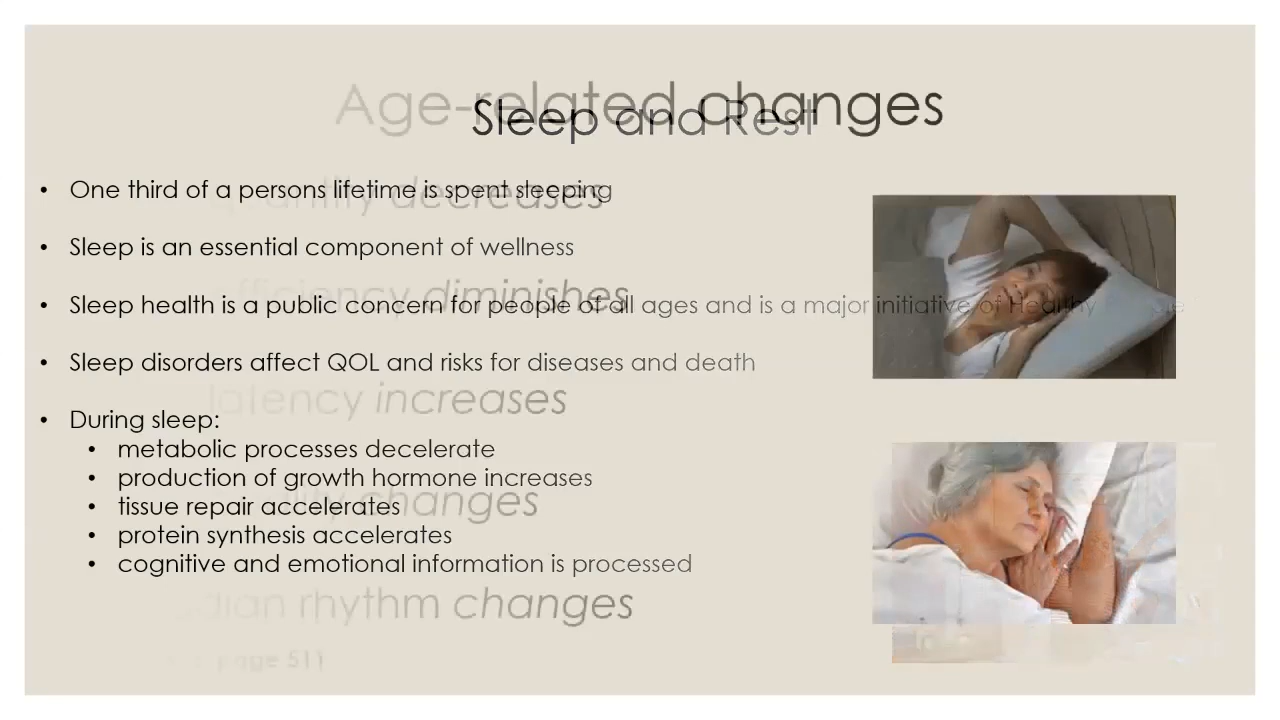 Age-related changes
Sleep and Rest
• One third of a persons lifetime is spent sleeping
quantity decreases
• Sleep is an essential component of wellness
efficiency diminishes
• Sleep health is a public concern for people of all ages and is a major initiative of Healthy
• Sleep disorders affect QOL and risks for diseases and death
latency increases
• During sleep:
• metabolic processes decelerate
• production of growth hormone increases
changes
• tissue repair accelerates
• protein synthesis accelerates
• cognitive and emotional information is processed
rhythm changes
page 511